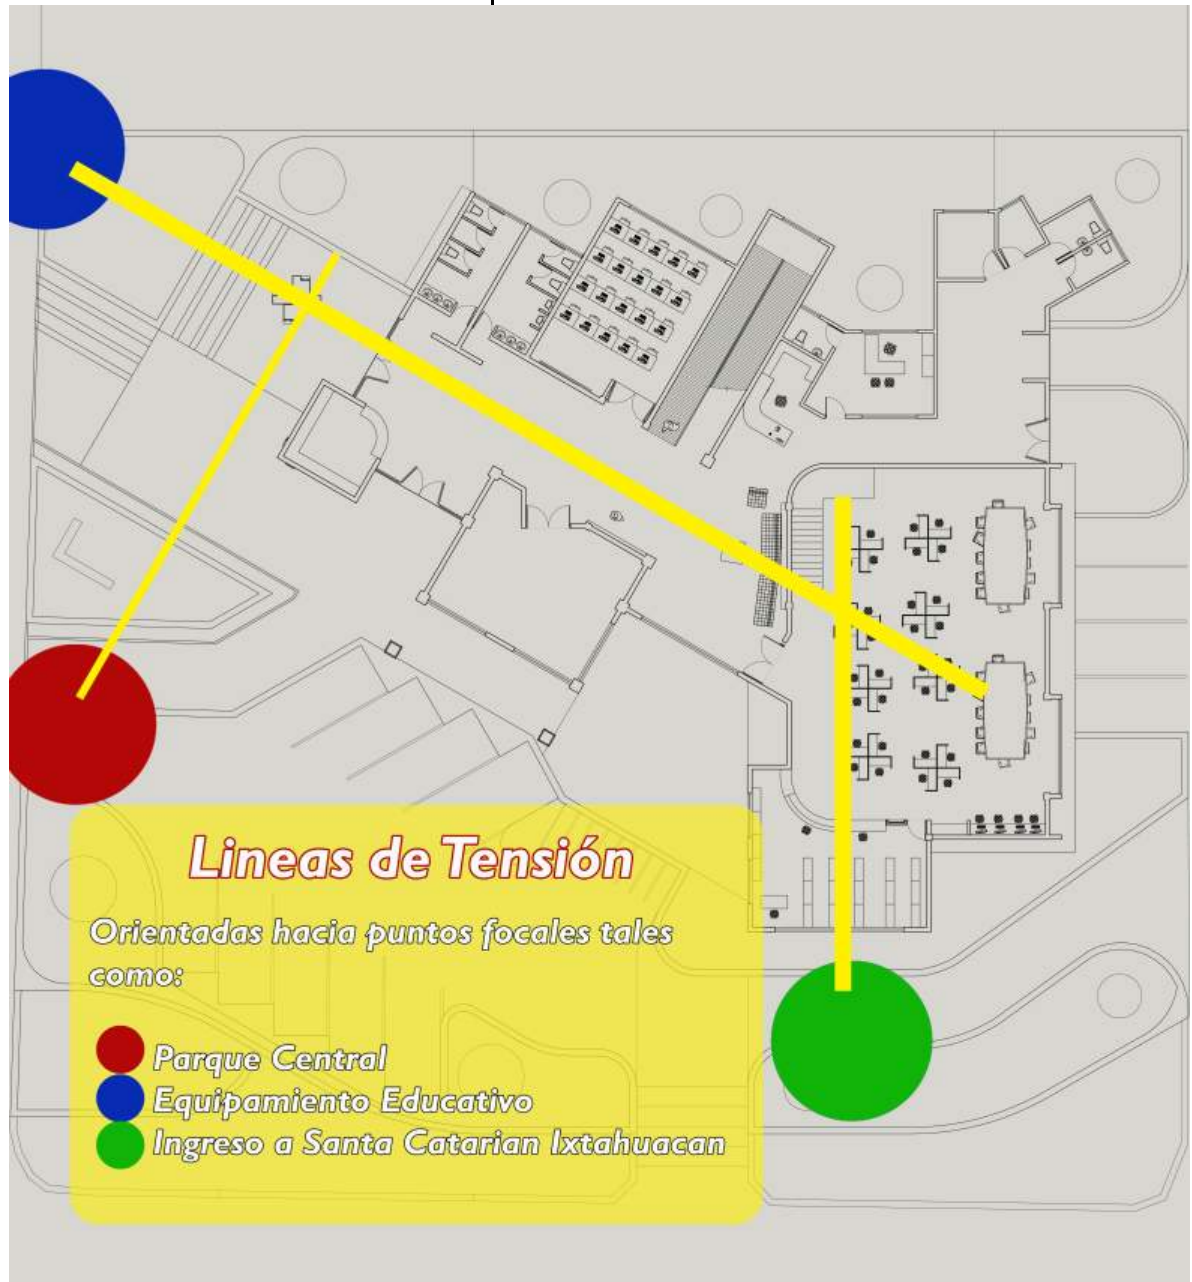 Lineas de Tensión
Orientadas hacia puntos focales tales
como:
Parque Central
Equipamiento Educativo
Ingreso a Santa Catarian Ixtahuacan